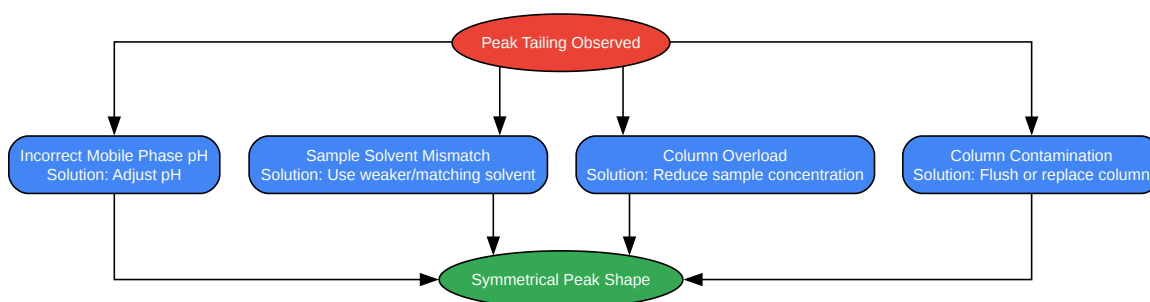 Peak Tailing Observed
Incorrect Mobile Phase pH
Solution: Adjust pH
Sample Solvent Mismatch
Solution: Use weaker/matching solvent
Column Overload
Solution: Reduce sample concentration
Column Contamination
Solution: Flush or replace column
Symmetrical Peak Shape